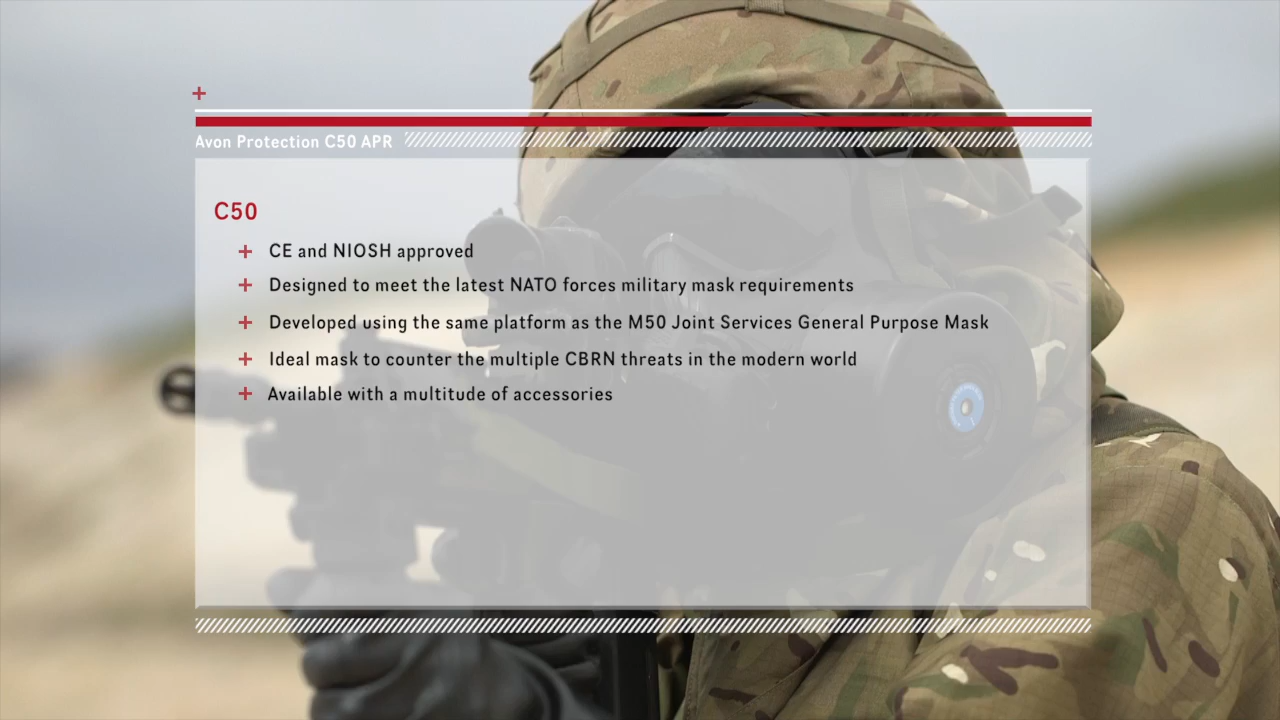 Avon Protection C50 APR
C50
CE and NIOSH approved
Designed to meet the latest NATO forces military mask requirements
Developed using the same platform as the M50 Joint Services General Purpose Mask
Ideal mask to counter the multiple CBRN threats in the modern world
Available with a multitude of accessories